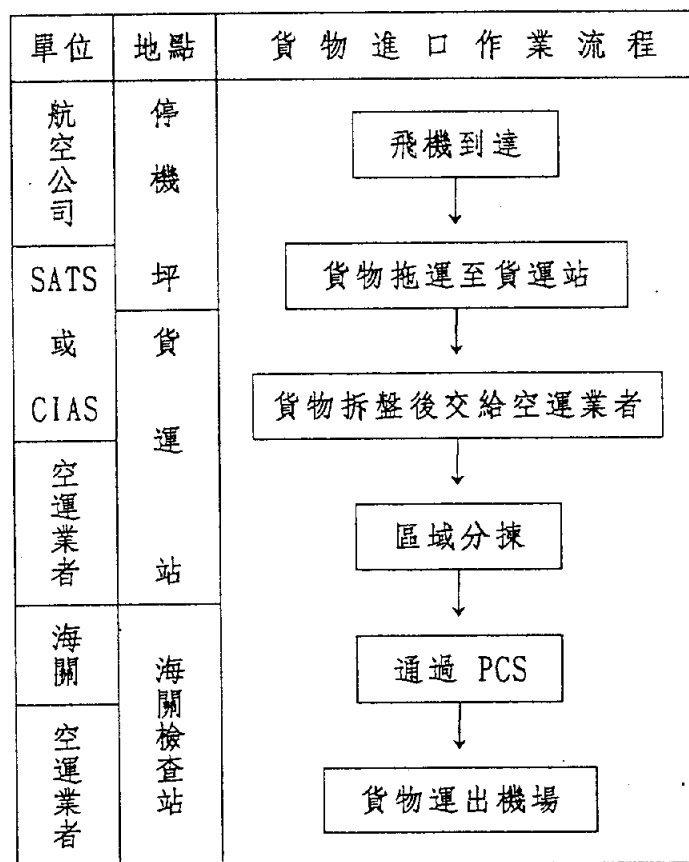 單位 地點 貨物進口作業流程
航空公司
SATS
或
CIAS
空運業者
海關
空運業者
停機坪
貨運站
海關檢查站
飛機到達
貨物拖運至貨運站
貨物拆盤後交給空運業者
區域分揀
通過 PCS
貨物運出機場